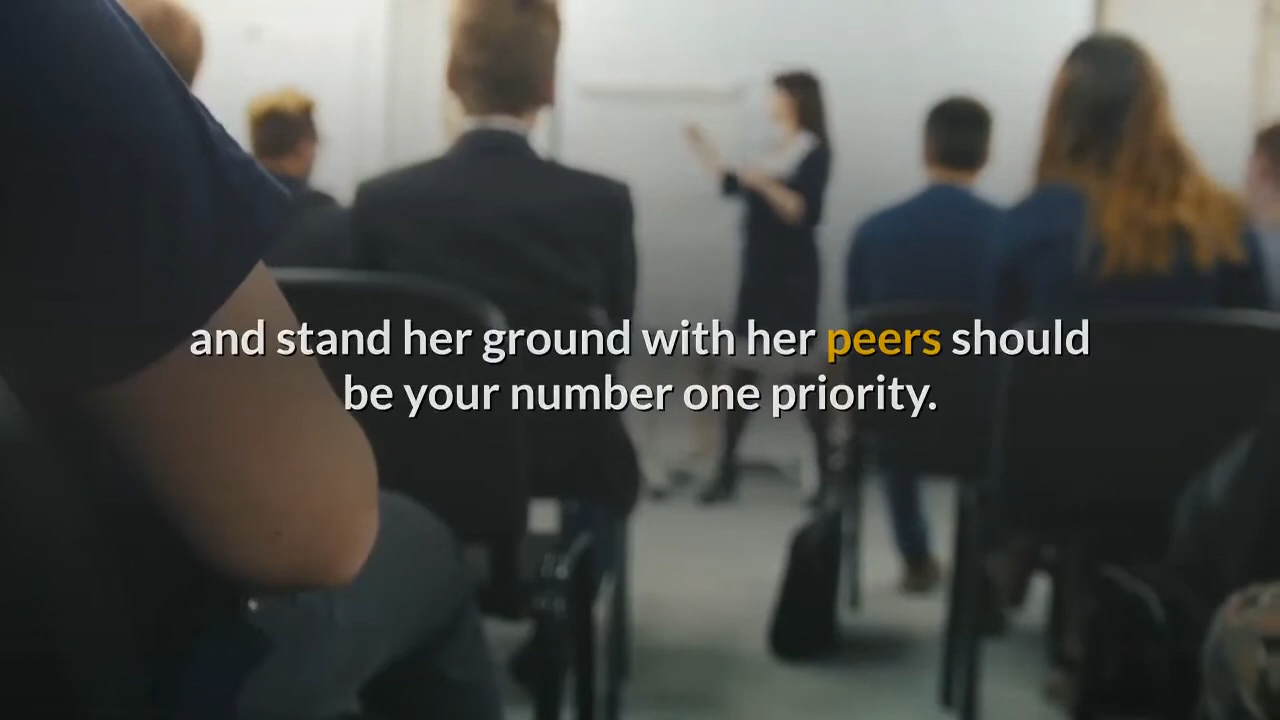 and stand her ground with her peers should
be your number one priority.